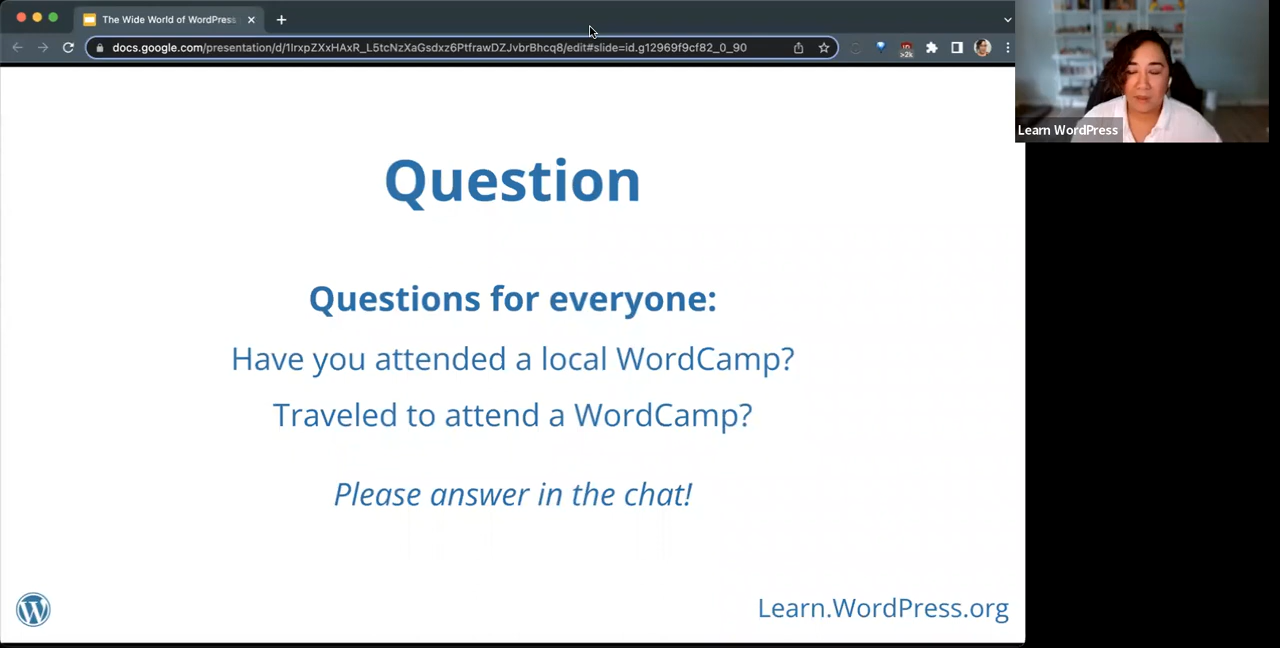 The Wide World of WordPress
docs.google.com/presentation/d/1lrxpZXxHAxR_L5tcNzXaGsdxz6PtfrawDZJvbrBhcq8/edit#slide=id.g12969f9cf82_0_90
>2k
Learn WordPress
Question
Questions for everyone:
Have you attended a local WordCamp?
Traveled to attend a WordCamp?
Please answer in the chat!
Learn.WordPress.org